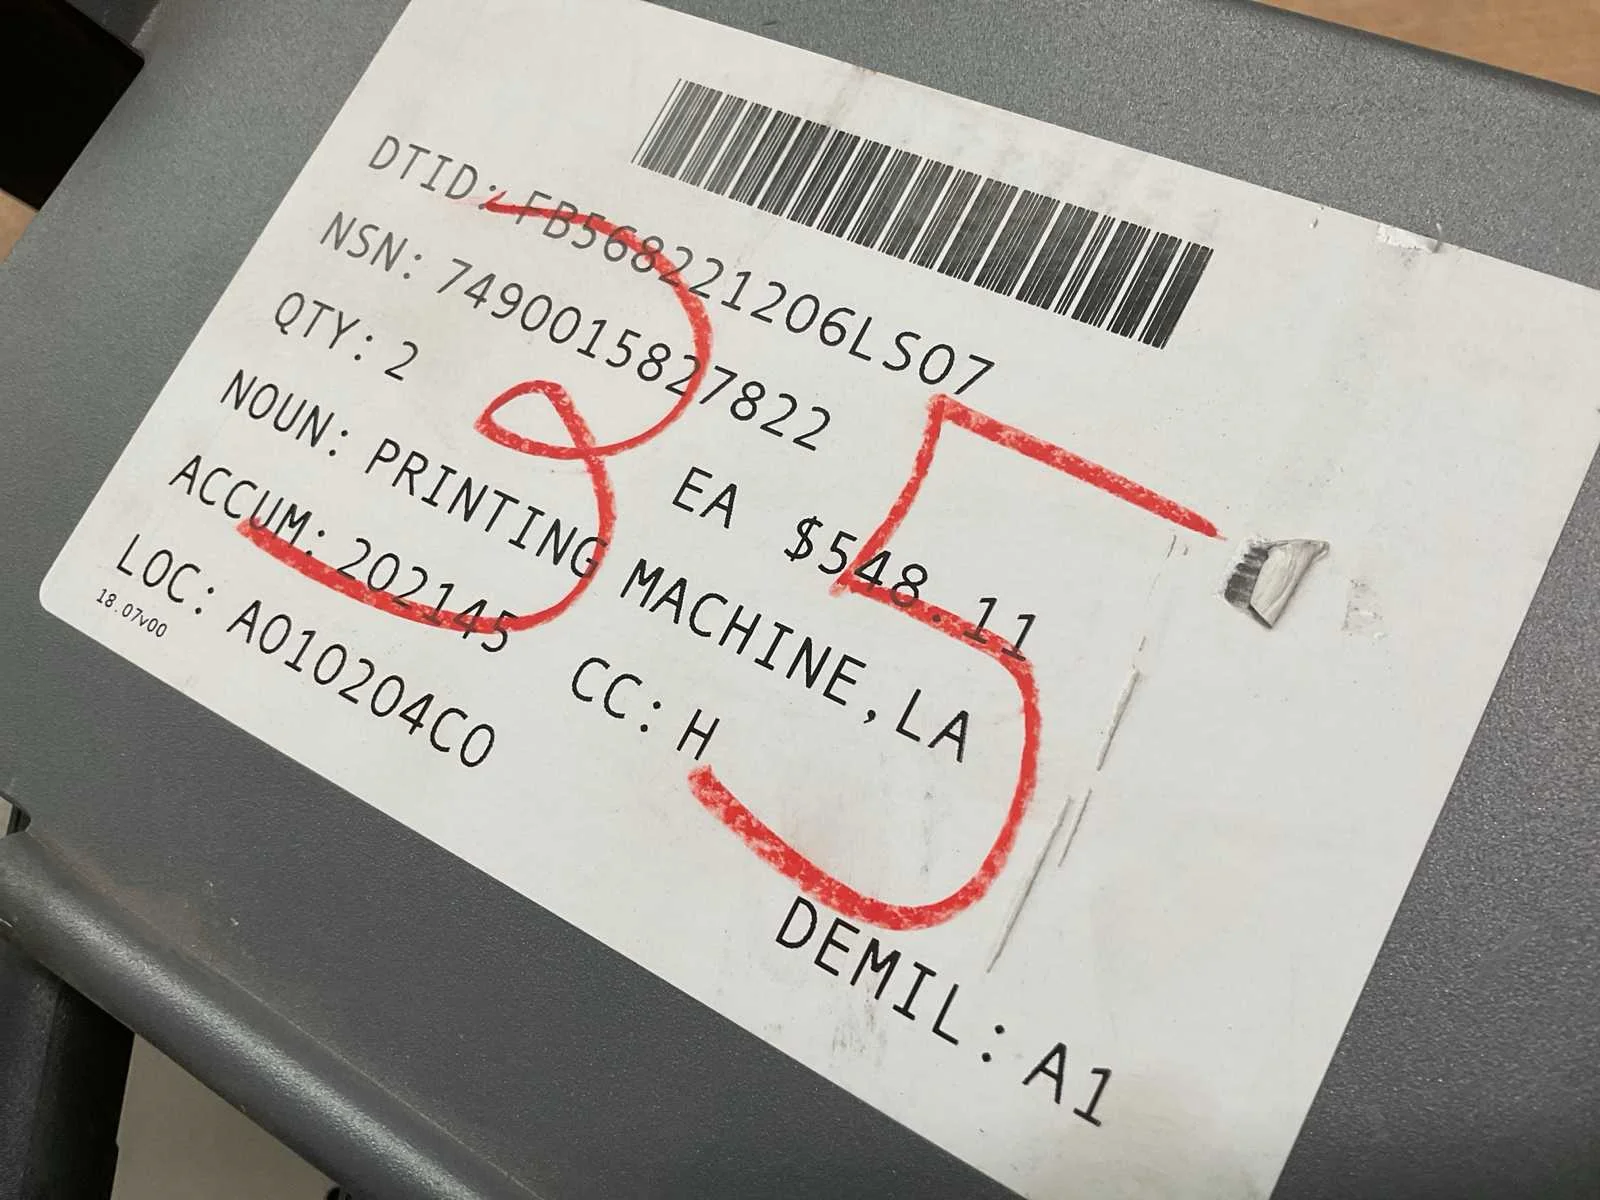 DTID: FB568221206LS07
NSN: 7490015827822
QTY: 2 EA $548.11
NOUN: PRINTING MACHINE,LA
ACCUM: 202145 CC: H
LOC: A010204C0
18.07v00
DEMIL: A1
35